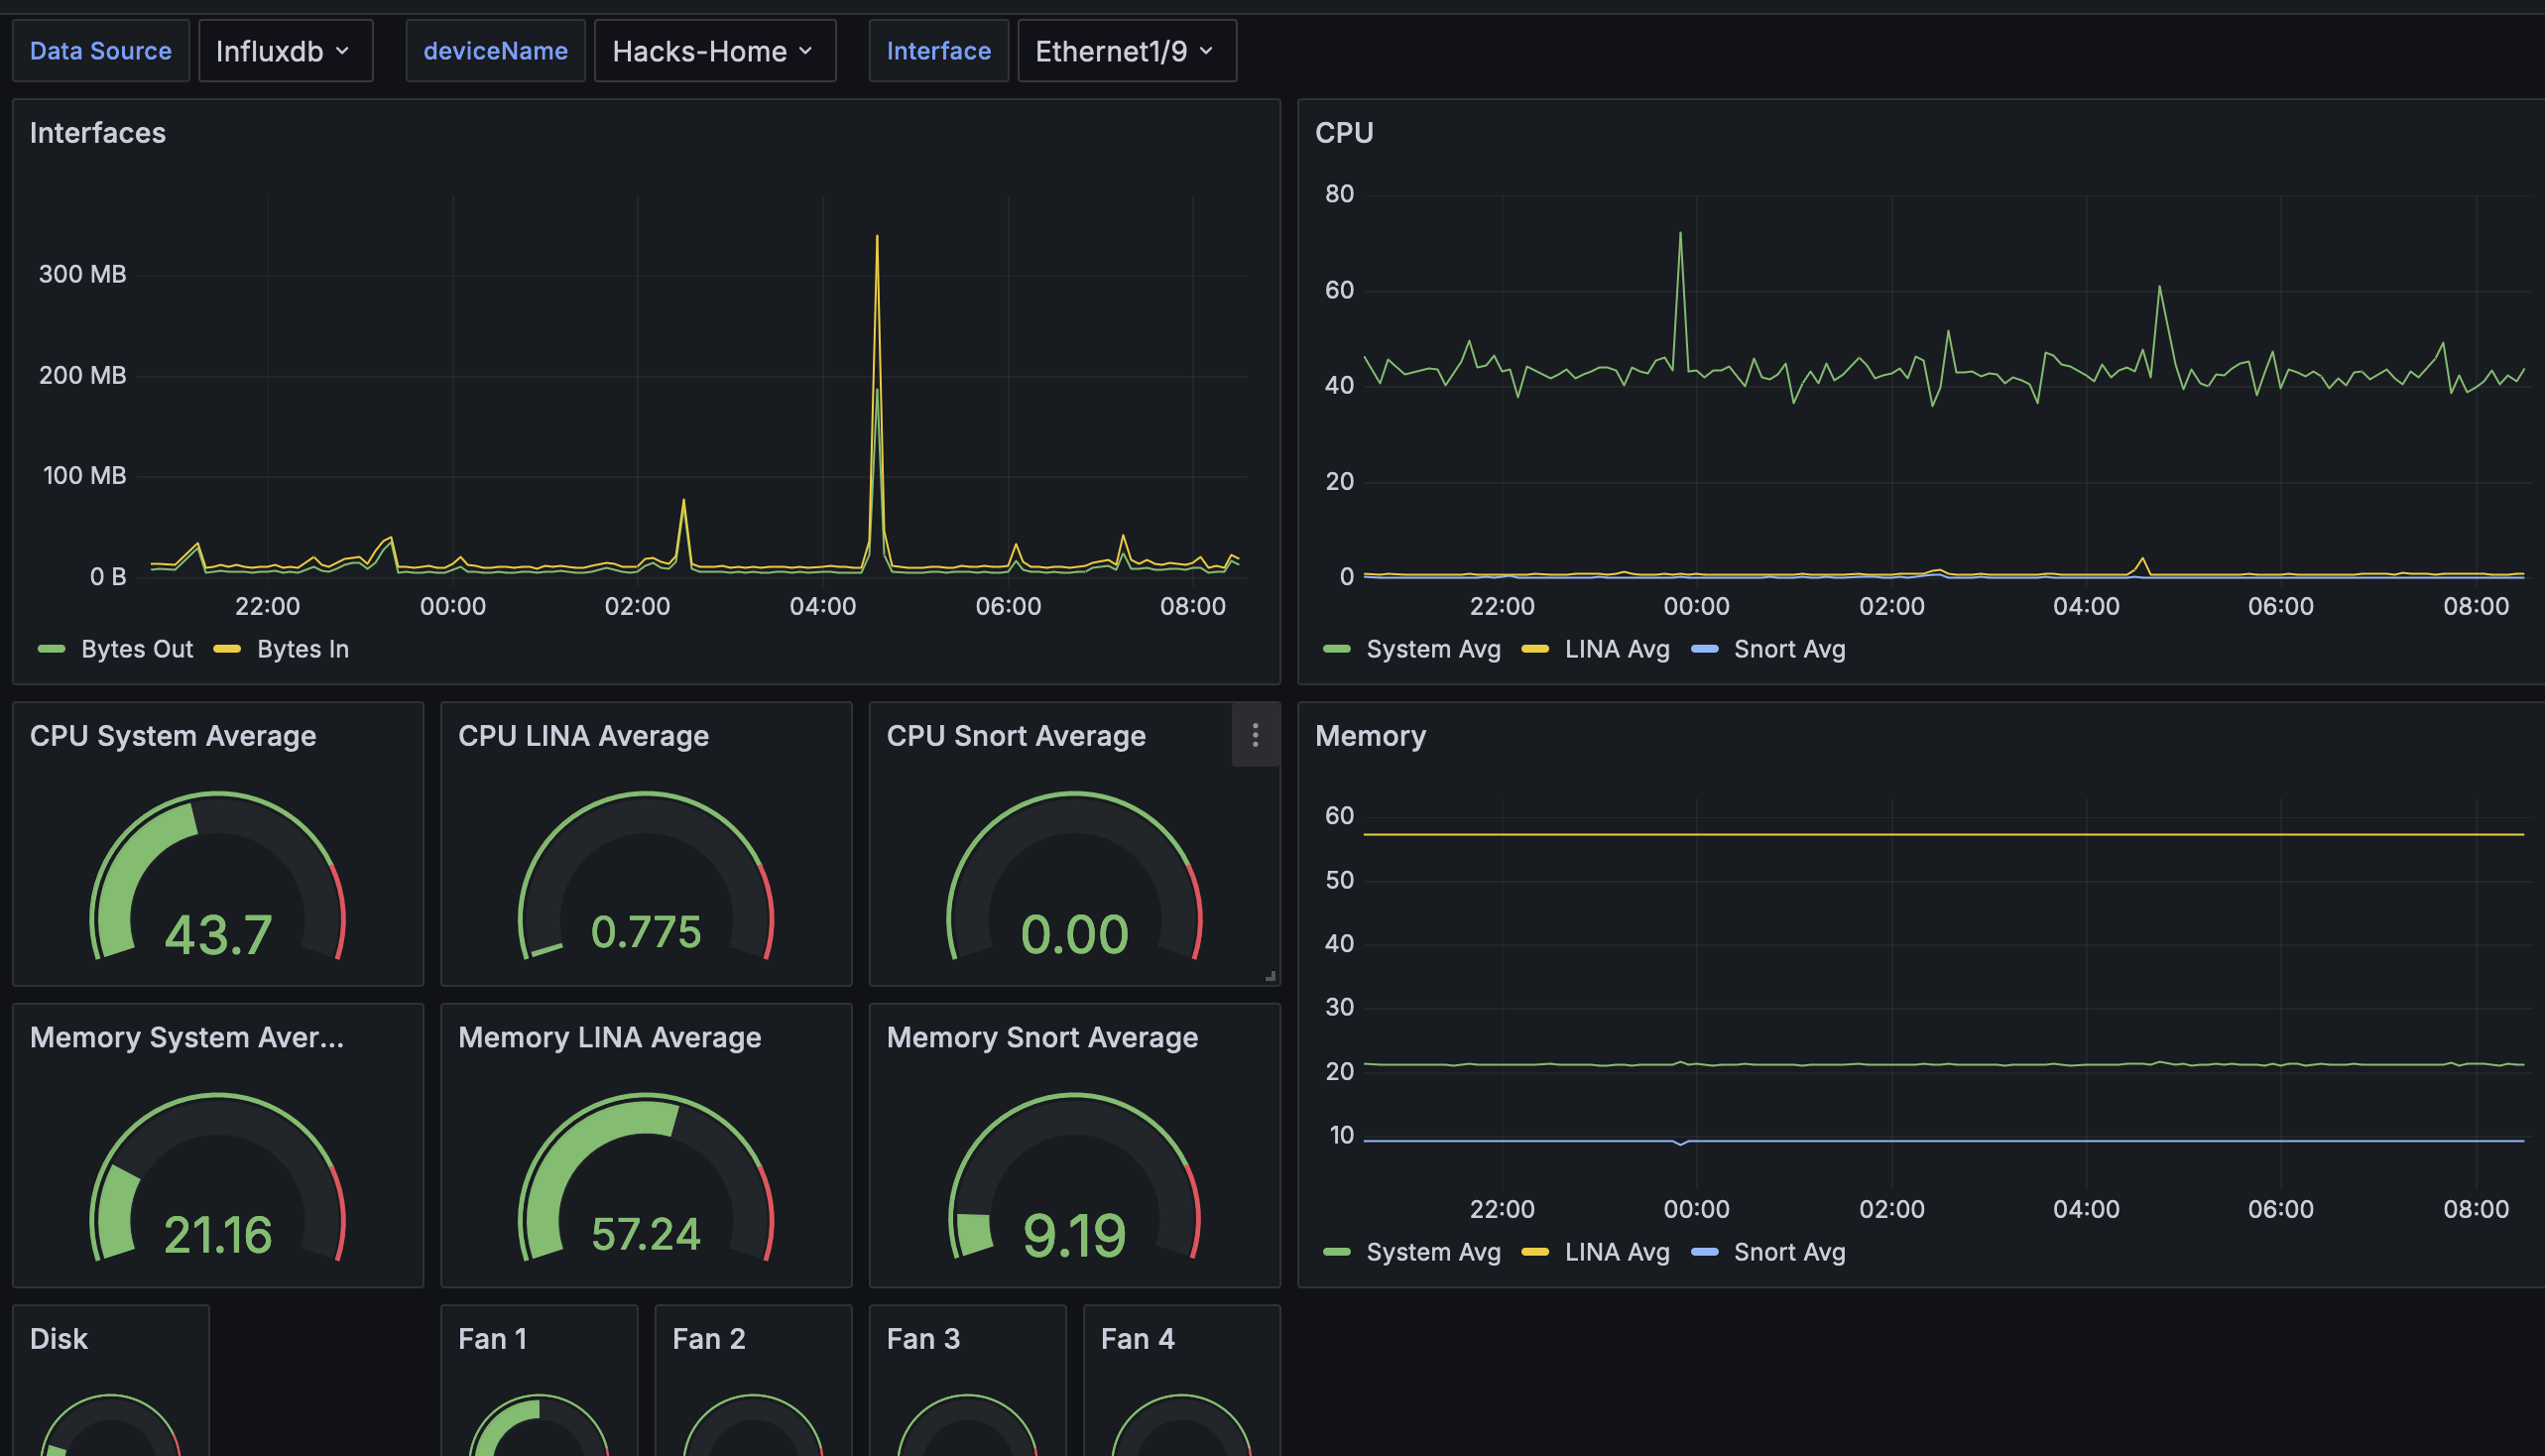 Data Source Influxdb deviceName Hacks-Home Interface Ethernet1/9
Interfaces
300 MB
200 MB
100 MB
0 B
22:00 00:00 02:00 04:00 06:00 08:00
Bytes Out Bytes In
CPU
80
60
40
20
0
22:00 00:00 02:00 04:00 06:00 08:00
System Avg LINA Avg Snort Avg
CPU System Average
43.7
CPU LINA Average
0.775
CPU Snort Average
0.00
Memory
60
50
40
30
20
10
22:00 00:00 02:00 04:00 06:00 08:00
System Avg LINA Avg Snort Avg
Memory System Aver...
21.16
Memory LINA Average
57.24
Memory Snort Average
9.19
Disk
Fan 1
Fan 2
Fan 3
Fan 4